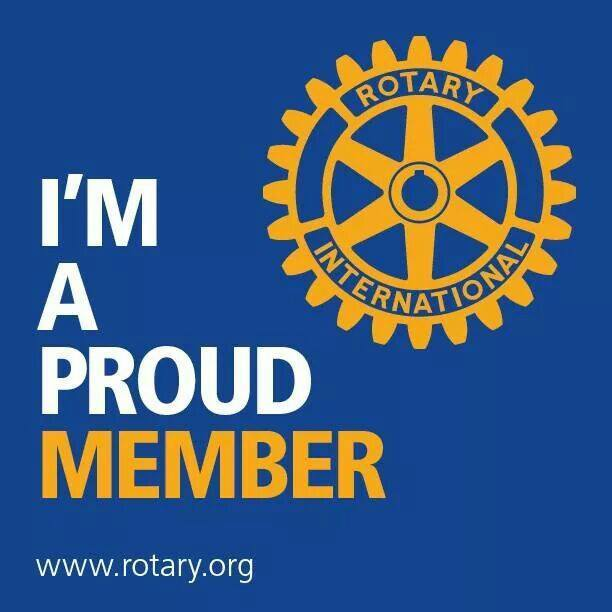 ROTARY
INTERNATIONAL
I'M
A
PROUD
MEMBER
www.rotary.org